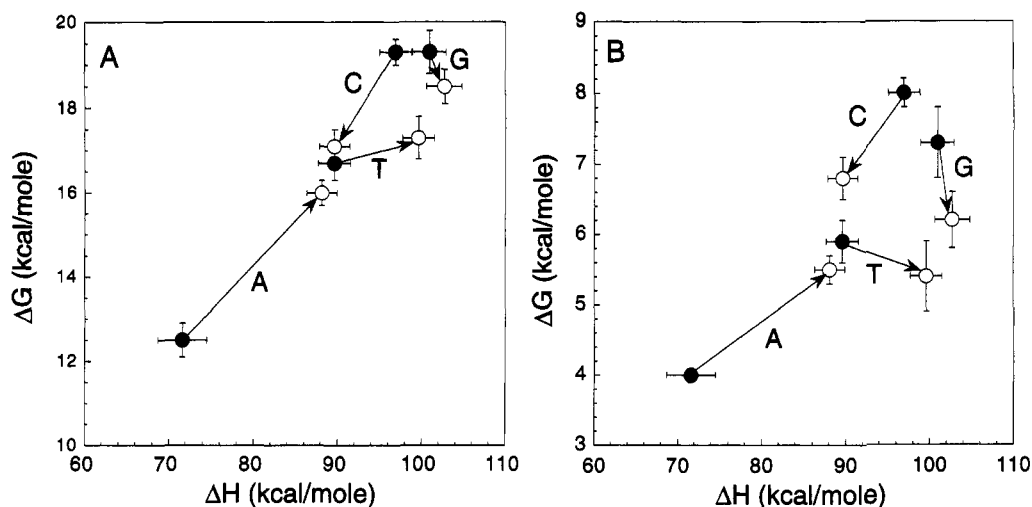 A
20
18
16
14
12
10
ΔG (kcal/mole)
C
G
T
A
60 70 80 90 100 110
ΔH (kcal/mole)
B
9
8
7
6
5
4
3
ΔG (kcal/mole)
C
G
T
A
60 70 80 90 100 110
ΔH (kcal/mole)